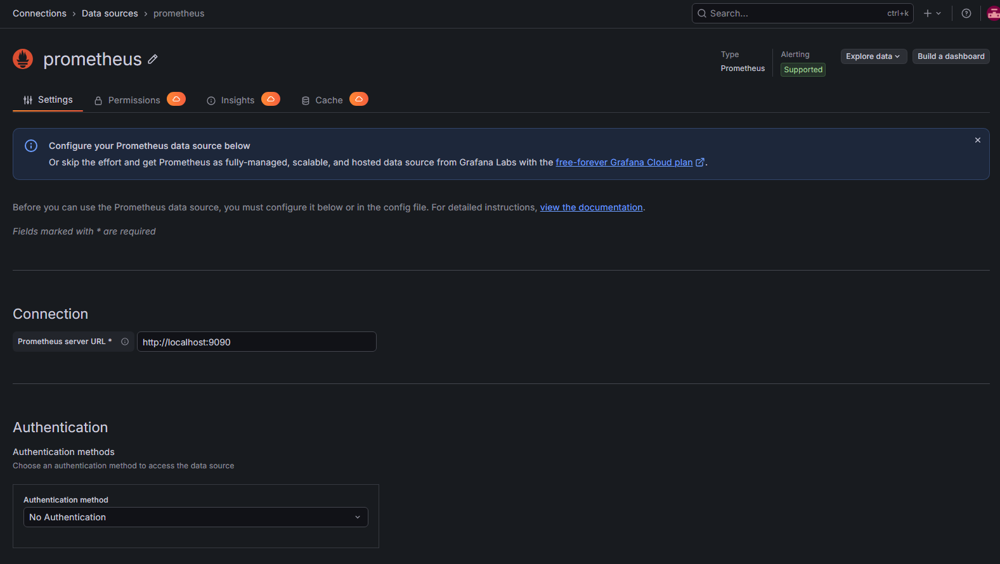 Connections › Data sources › prometheus
Search... ctrl+k
prometheus
Type
Prometheus
Alerting
Supported
Explore data
Build a dashboard
Settings Permissions Insights Cache
Configure your Prometheus data source below
Or skip the effort and get Prometheus as fully-managed, scalable, and hosted data source from Grafana Labs with the free-forever Grafana Cloud plan.
Before you can use the Prometheus data source, you must configure it below or in the config file. For detailed instructions, view the documentation.
Fields marked with * are required
Connection
Prometheus server URL * http://localhost:9090
Authentication
Authentication methods
Choose an authentication method to access the data source
Authentication method
No Authentication